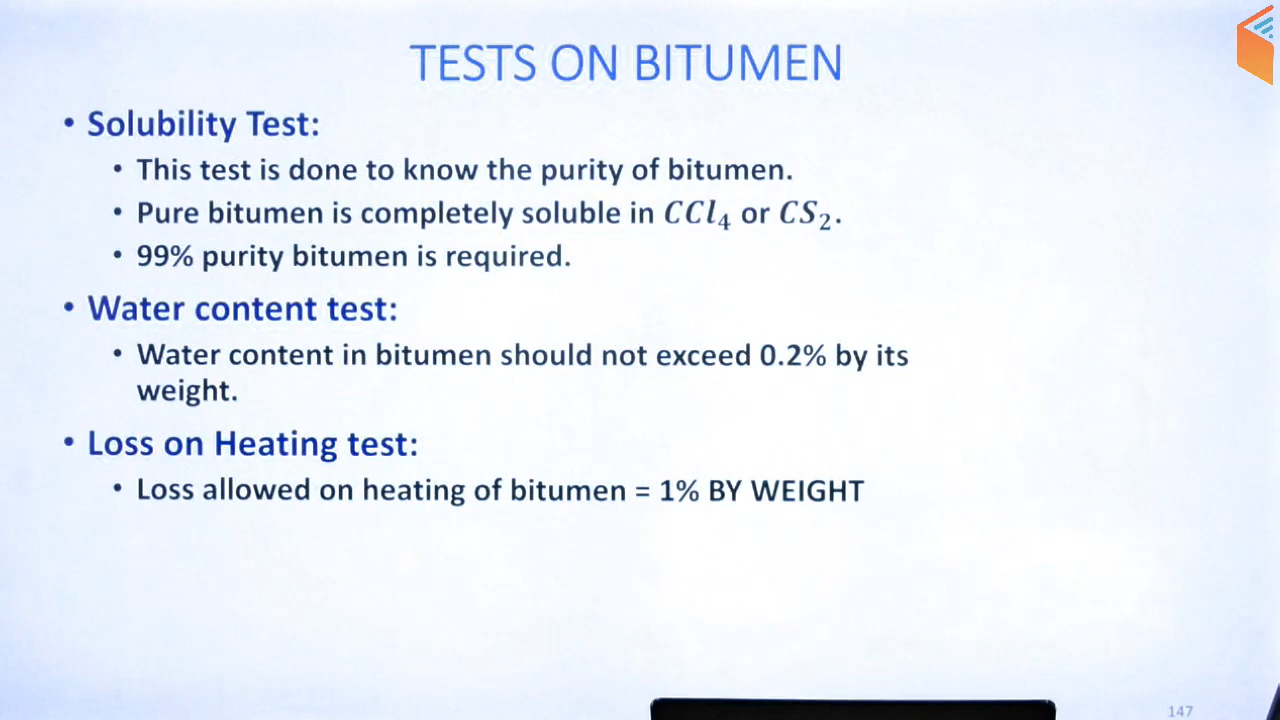 TESTS ON BITUMEN
• Solubility Test:
• This test is done to know the purity of bitumen.
• Pure bitumen is completely soluble in CCl₄ or CS₂.
• 99% purity bitumen is required.
• Water content test:
• Water content in bitumen should not exceed 0.2% by its
weight.
• Loss on Heating test:
• Loss allowed on heating of bitumen = 1% BY WEIGHT
147